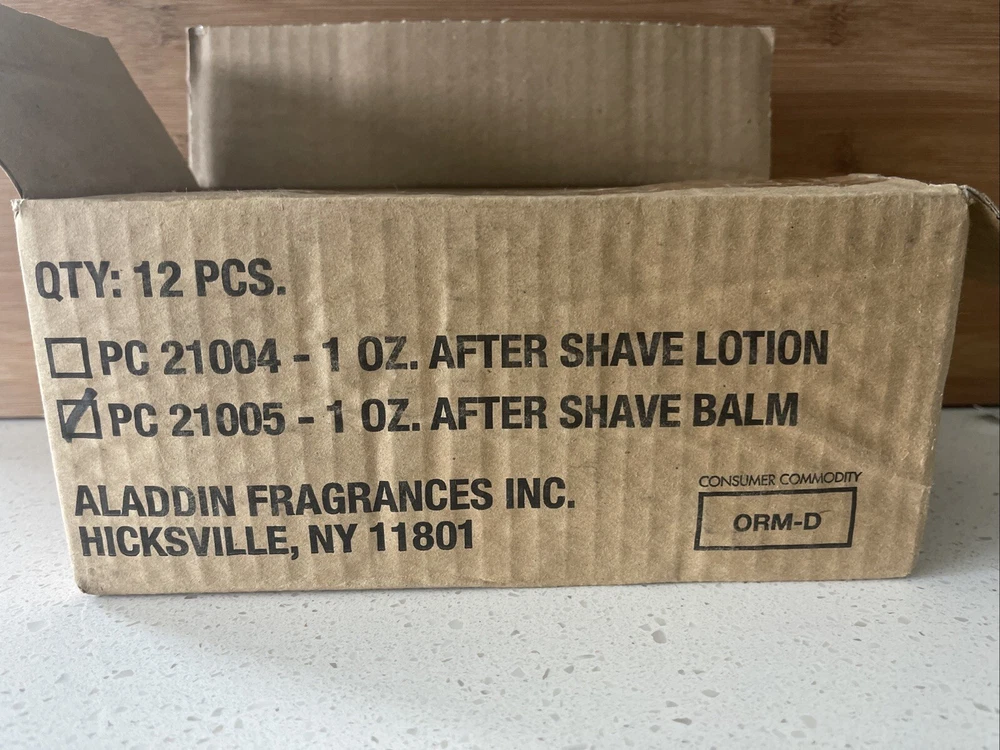 QTY: 12 PCS.
PC 21004 - 1 OZ. AFTER SHAVE LOTION
PC 21005 - 1 OZ. AFTER SHAVE BALM
ALADDIN FRAGRANCES INC.
HICKSVILLE, NY 11801
CONSUMER COMMODITY
ORM-D